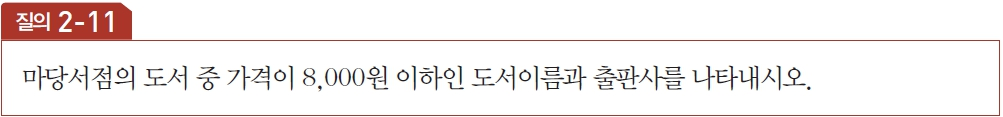 질의 2-11
마당서점의 도서 중 가격이 8,000원 이하인 도서이름과 출판사를 나타내시오.